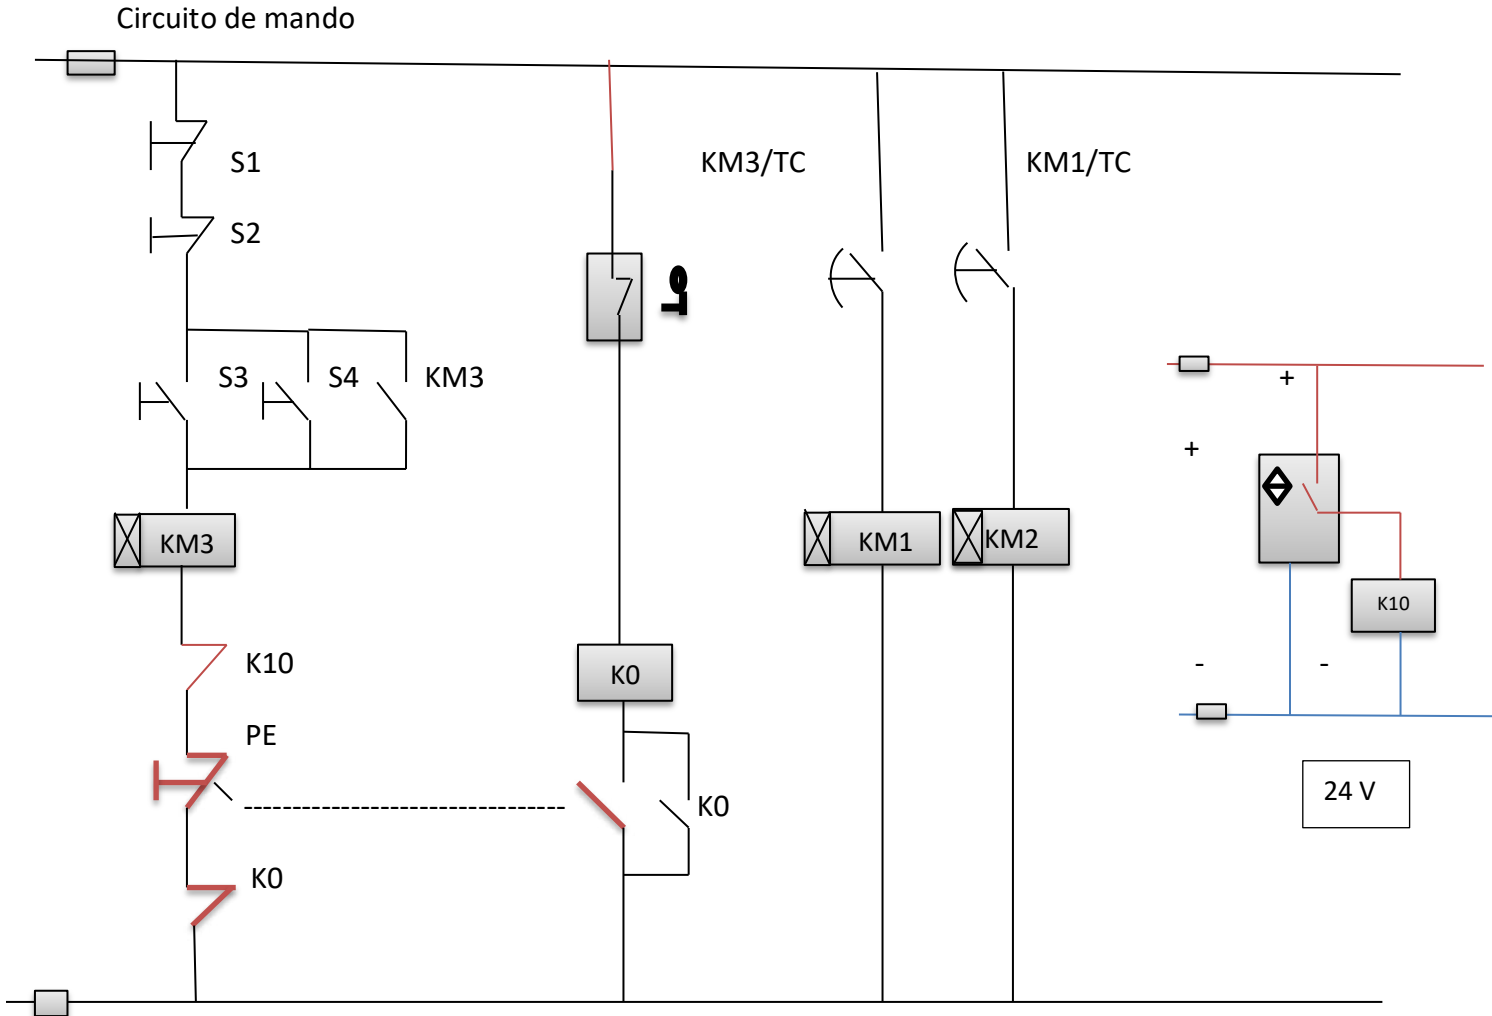 Circuito de mando
S1
KM3/TC
KM1/TC
S2
S3
S4
KM3
+
+
KM3
KM1
KM2
K10
K10
K0
-
-
PE
24 V
K0
K0